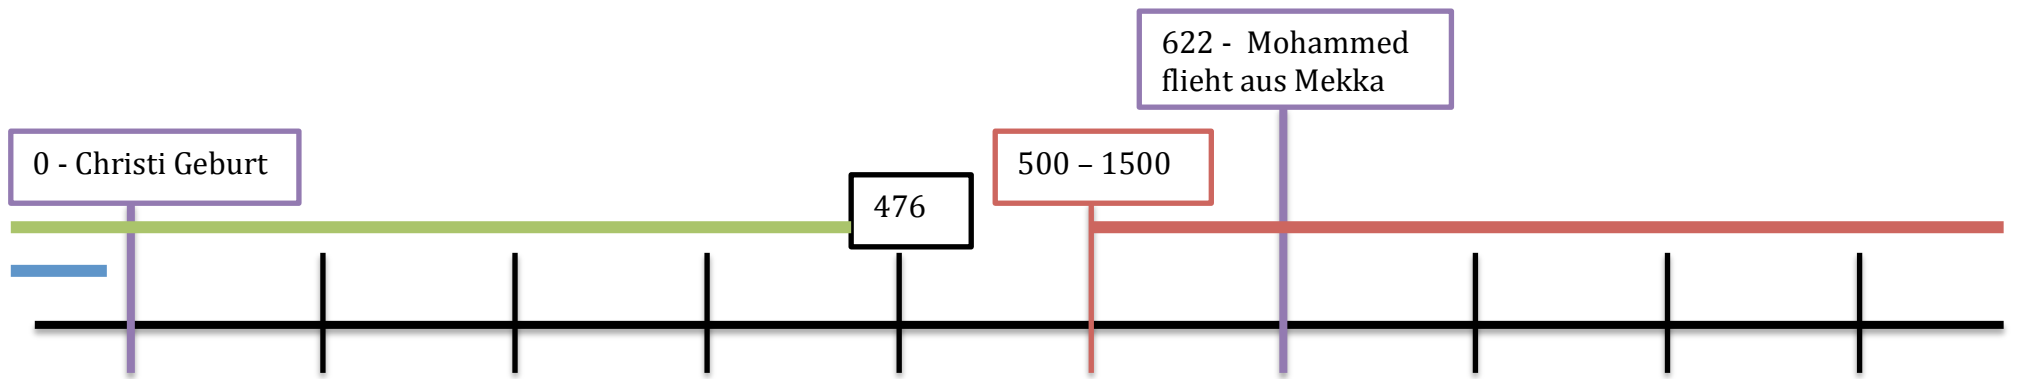 622 -  Mohammed
flieht aus Mekka
0 - Christi Geburt
500 – 1500
476